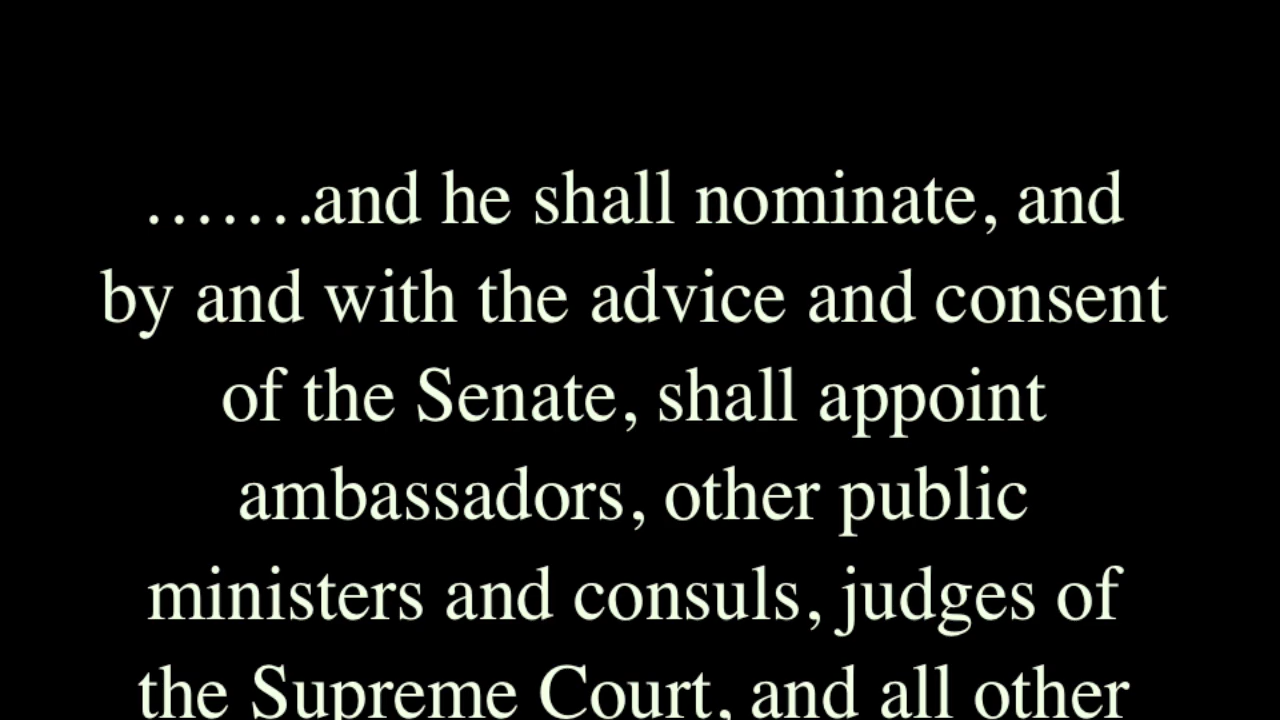 …….and he shall nominate, and
by and with the advice and consent
of the Senate, shall appoint
ambassadors, other public
ministers and consuls, judges of
the Supreme Court, and all other